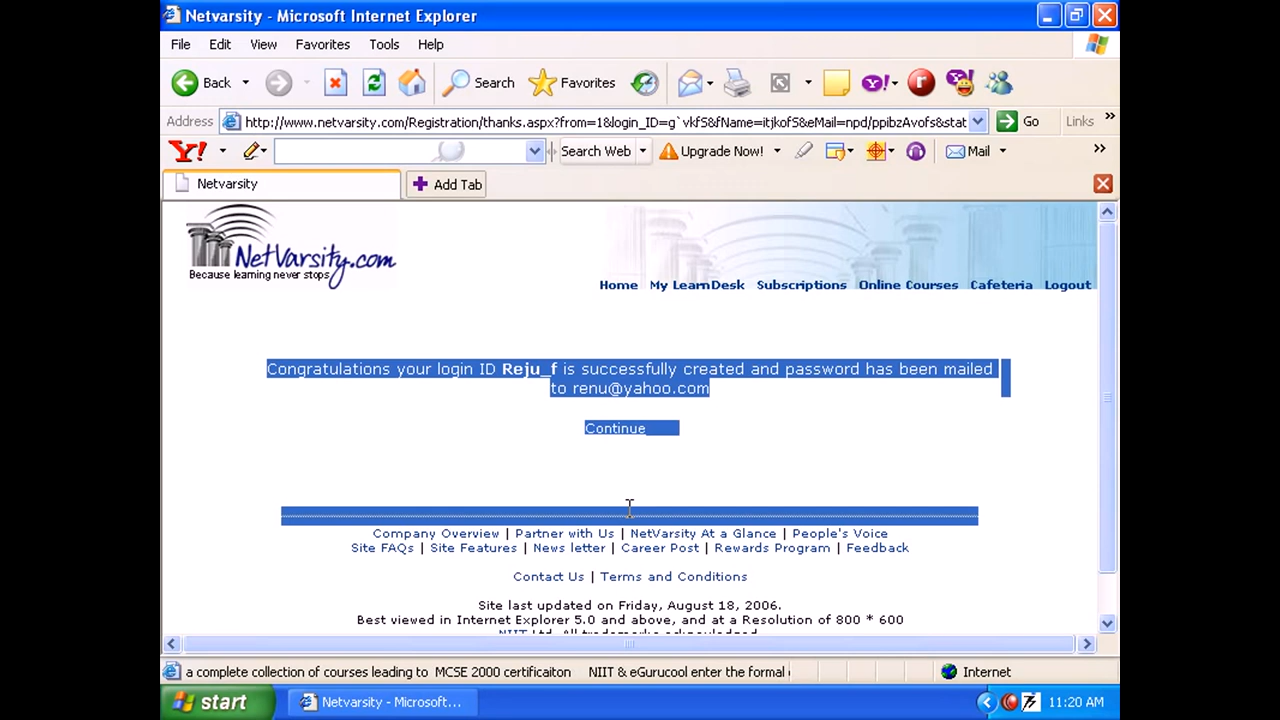 Netvarsity - Microsoft Internet Explorer
File Edit View Favorites Tools Help
Back Search Favorites
Address http://www.netvarsity.com/Registration/thanks.aspx?from=1&login_ID=g`vkf5&fName=itjkof5&eMail=npd/ppibzAvofs&stat Go Links
Y! Search Web Upgrade Now! Mail
Netvarsity Add Tab
NetVarsity.com
Because learning never stops
Home My LearnDesk Subscriptions Online Courses Cafeteria Logout
Congratulations your login ID Reju_f is successfully created and password has been mailed
to renu@yahoo.com
Continue
Company Overview | Partner with Us | NetVarsity At a Glance | People's Voice
Site FAQs | Site Features | News letter | Career Post | Rewards Program | Feedback
Contact Us | Terms and Conditions
Site last updated on Friday, August 18, 2006.
Best viewed in Internet Explorer 5.0 and above, and at a Resolution of 800 * 600
NIIT Ltd. All trademarks acknowledged
a complete collection of courses leading to MCSE 2000 certificaiton NIIT & eGurucool enter the formal Internet
start Netvarsity - Microsoft... 11:20 AM